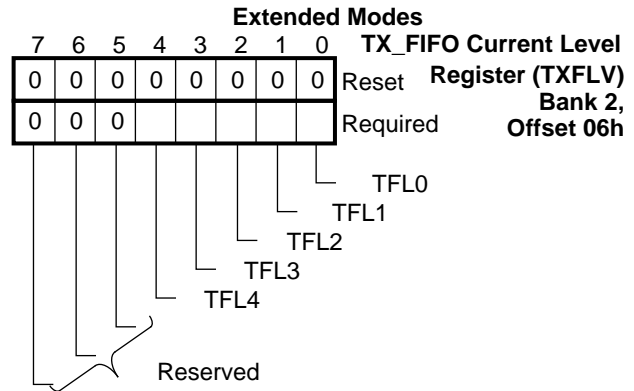 Extended Modes
7 6 5 4 3 2 1 0 TX_FIFO Current Level
0 0 0 0 0 0 0 0 Reset Register (TXFLV)
Bank 2,
0 0 0 Required Offset 06h
TFL0
TFL1
TFL2
TFL3
TFL4
Reserved